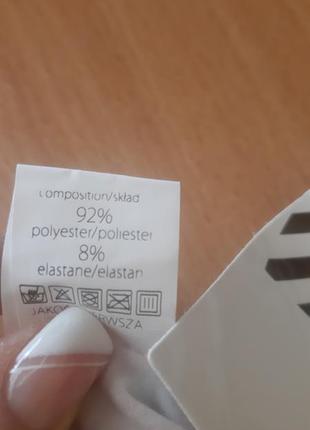 composition/skład
92%
polyester/poliester
8%
elastane/elastan